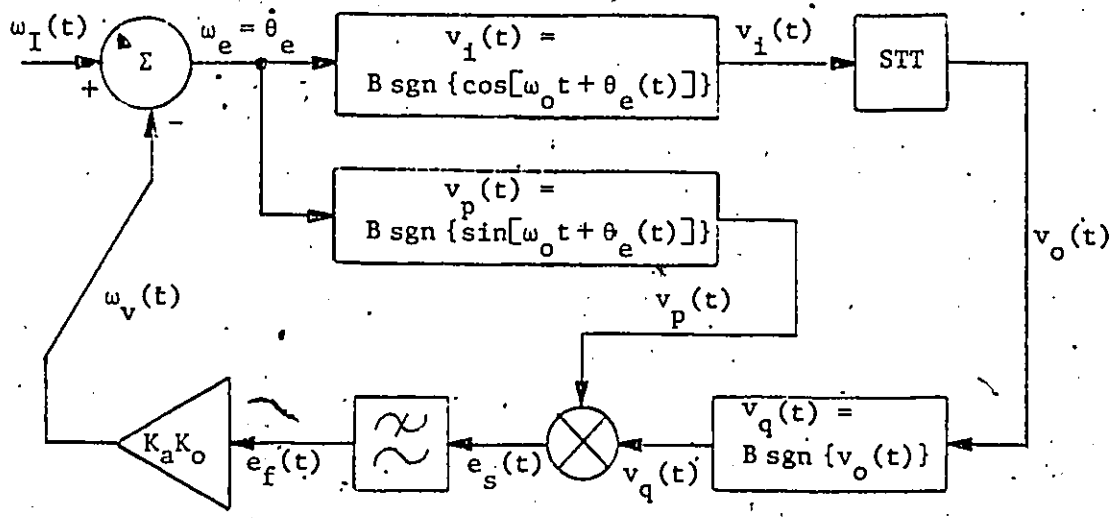 ω_I(t)
+
Σ
−
ω_e = θ̇_e
v_i(t) =
B sgn {cos[ω_o t + θ_e(t)]}
v_i(t)
STT
v_p(t) =
B sgn {sin[ω_o t + θ_e(t)]}
v_o(t)
ω_v(t)
v_p(t)
K_a K_o
e_f(t)
e_s(t)
v_q(t)
v_q(t) =
B sgn {v_o(t)}